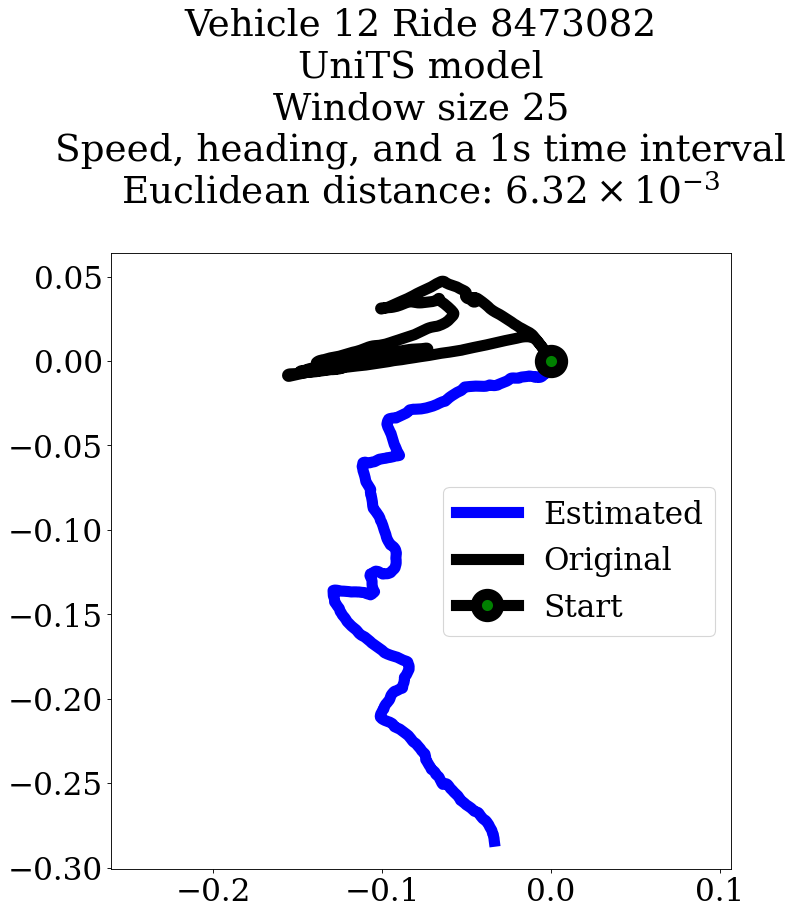 Vehicle 12 Ride 8473082
UniTS model
Window size 25
Speed, heading, and a 1s time interval
Euclidean distance: 6.32 × 10⁻³
0.05
0.00
−0.05
−0.10
−0.15
−0.20
−0.25
−0.30
Estimated
Original
Start
−0.2
−0.1
0.0
0.1